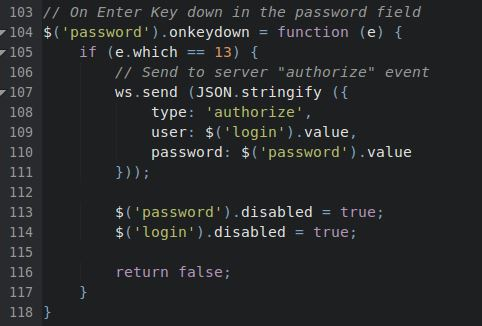 103 // On Enter Key down in the password field
104 $('password').onkeydown = function (e) {
105     if (e.which == 13) {
106         // Send to server "authorize" event
107         ws.send (JSON.stringify ({
108             type: 'authorize',
109             user: $('login').value,
110             password: $('password').value
111         }));
112
113         $('password').disabled = true;
114         $('login').disabled = true;
115
116         return false;
117     }
118 }